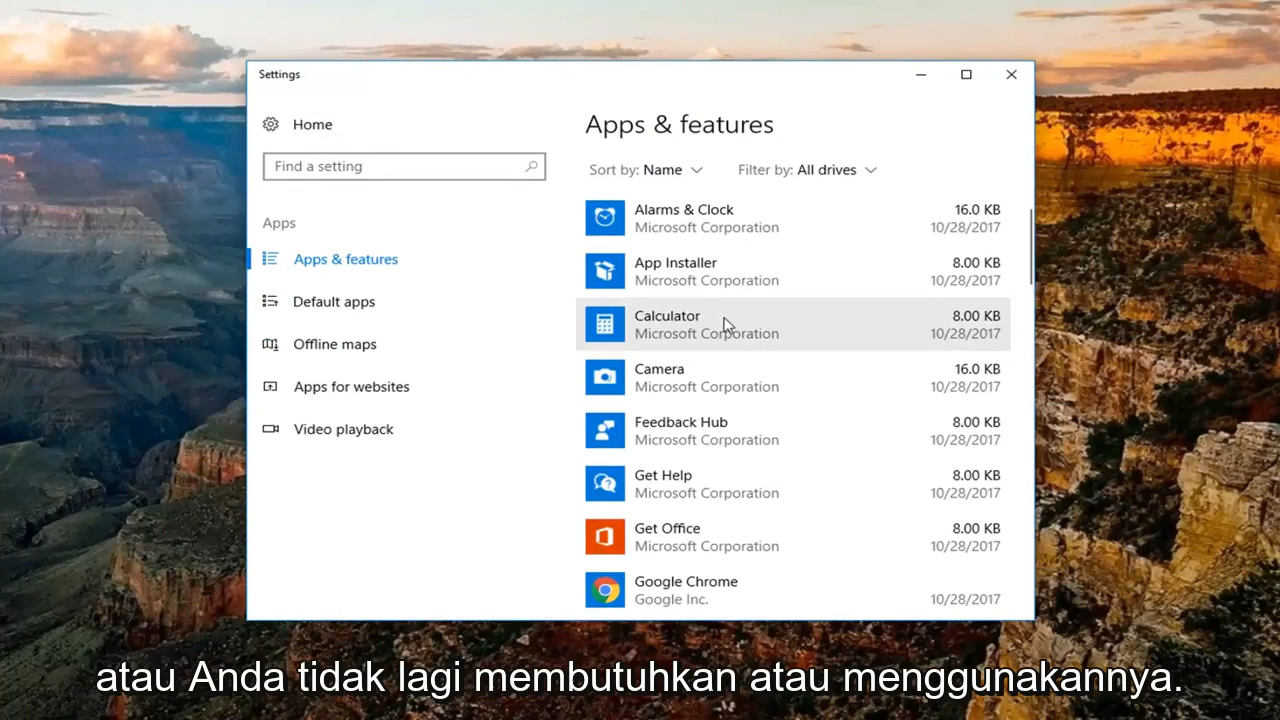 Settings
Home
Find a setting
Apps
Apps & features
Default apps
Offline maps
Apps for websites
Video playback
Apps & features
Sort by: Name
Filter by: All drives
Alarms & Clock 16.0 KB
Microsoft Corporation 10/28/2017
App Installer 8.00 KB
Microsoft Corporation 10/28/2017
Calculator 8.00 KB
Microsoft Corporation 10/28/2017
Camera 16.0 KB
Microsoft Corporation 10/28/2017
Feedback Hub 8.00 KB
Microsoft Corporation 10/28/2017
Get Help 8.00 KB
Microsoft Corporation 10/28/2017
Get Office 8.00 KB
Microsoft Corporation 10/28/2017
Google Chrome
Google Inc. 10/28/2017
atau Anda tidak lagi membutuhkan atau menggunakannya.